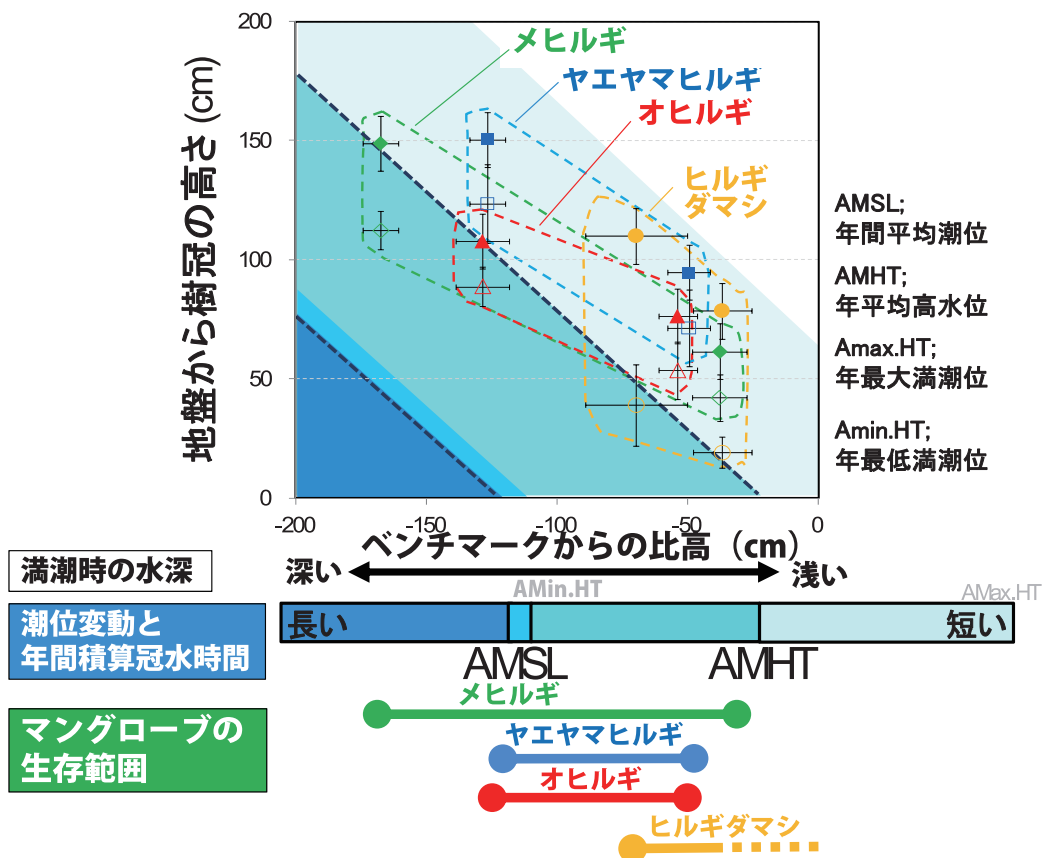 地盤から樹冠の高さ (cm)
200
150
100
50
0
メヒルギ
ヤエヤマヒルギ
オヒルギ
ヒルギ
ダマシ
AMSL;
年間平均潮位
AMHT;
年平均高水位
Amax.HT;
年最大満潮位
Amin.HT;
年最低満潮位
-200
-150
-100
-50
0
ベンチマークからの比高 (cm)
満潮時の水深
深い
浅い
AMin.HT
AMax.HT
潮位変動と
年間積算冠水時間
長い
短い
AMSL
AMHT
マングローブの
生存範囲
メヒルギ
ヤエヤマヒルギ
オヒルギ
ヒルギダマシ